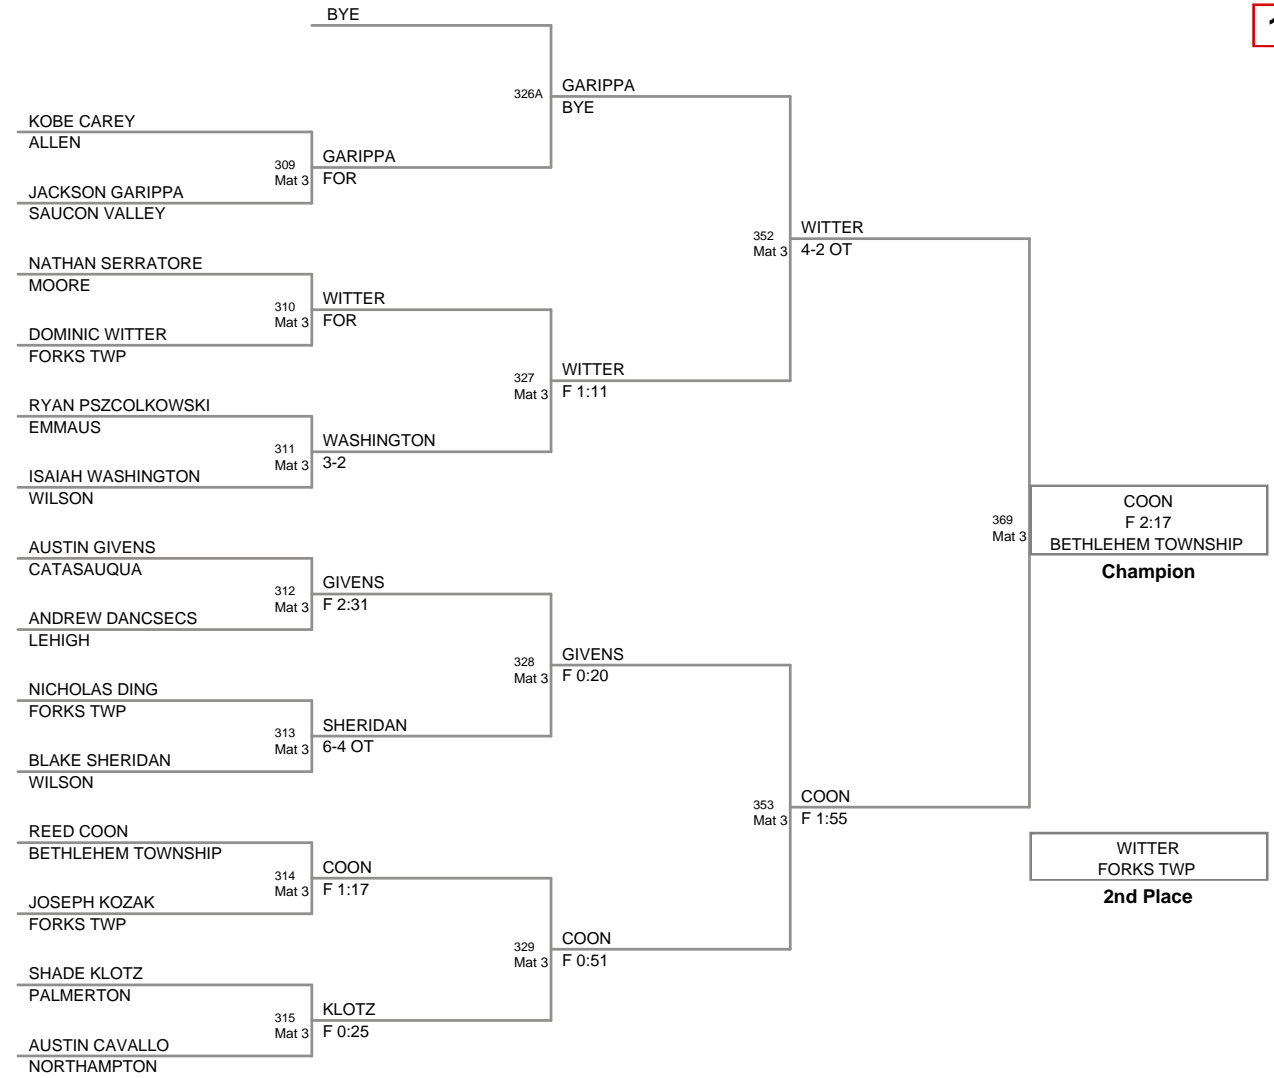 BYE
326A
GARIPPA
BYE
KOBE CAREY
ALLEN
309
Mat 3
GARIPPA
FOR
JACKSON GARIPPA
SAUCON VALLEY
352
Mat 3
WITTER
4-2 OT
NATHAN SERRATORE
MOORE
310
Mat 3
WITTER
FOR
DOMINIC WITTER
FORKS TWP
327
Mat 3
WITTER
F 1:11
RYAN PSZCOLKOWSKI
EMMAUS
311
Mat 3
WASHINGTON
3-2
ISAIAH WASHINGTON
WILSON
369
Mat 3
COON
F 2:17
BETHLEHEM TOWNSHIP
Champion
AUSTIN GIVENS
CATASAUQUA
312
Mat 3
GIVENS
F 2:31
ANDREW DANCSECS
LEHIGH
328
Mat 3
GIVENS
F 0:20
NICHOLAS DING
FORKS TWP
313
Mat 3
SHERIDAN
6-4 OT
BLAKE SHERIDAN
WILSON
353
Mat 3
COON
F 1:55
REED COON
BETHLEHEM TOWNSHIP
314
Mat 3
COON
F 1:17
JOSEPH KOZAK
FORKS TWP
WITTER
FORKS TWP
2nd Place
329
Mat 3
COON
F 0:51
SHADE KLOTZ
PALMERTON
315
Mat 3
KLOTZ
F 0:25
AUSTIN CAVALLO
NORTHAMPTON